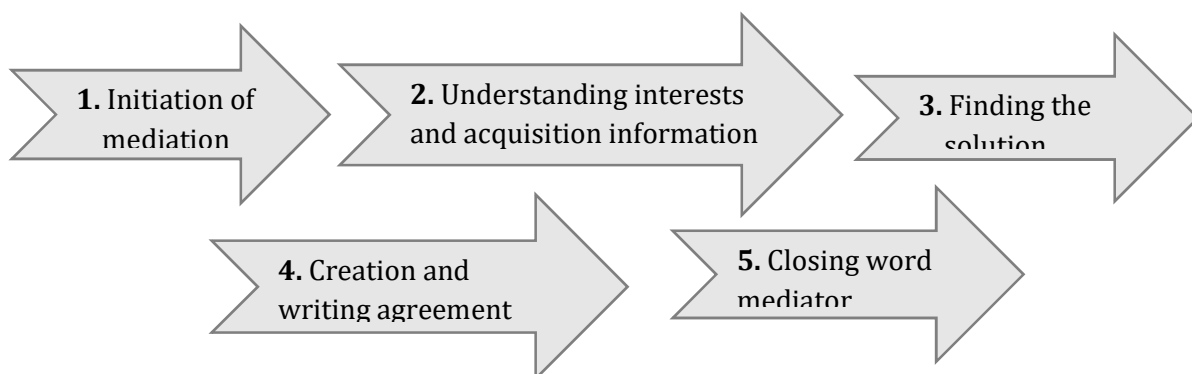 1. Initiation of
mediation
2. Understanding interests
and acquisition information
3. Finding the
solution
4. Creation and
writing agreement
5. Closing word
mediator